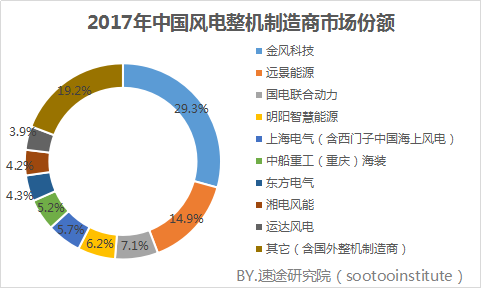 2017年中国风电整机制造商市场份额
金风科技
远景能源
国电联合动力
明阳智慧能源
上海电气（含西门子中国海上风电）
中船重工（重庆）海装
东方电气
湘电风能
运达风电
其它（含国外整机制造商）
29.3%
14.9%
7.1%
6.2%
5.7%
5.2%
4.3%
4.2%
3.9%
19.2%
BY.速途研究院（sootooinstitute）